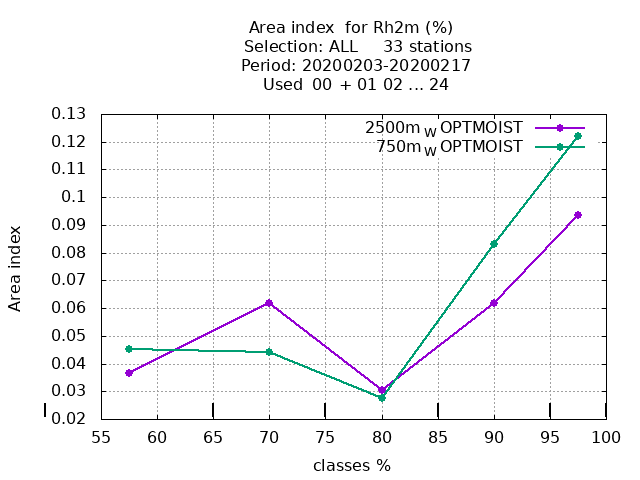 Area index  for Rh2m (%)
Selection: ALL     33 stations
Period: 20200203-20200217
Used  00  + 01 02 ... 24
0.13
0.12
0.11
0.1
0.09
0.08
0.07
0.06
0.05
0.04
0.03
0.02
Area index
2500m W OPTMOIST
750m W OPTMOIST
55 60 65 70 75 80 85 90 95 100
classes %